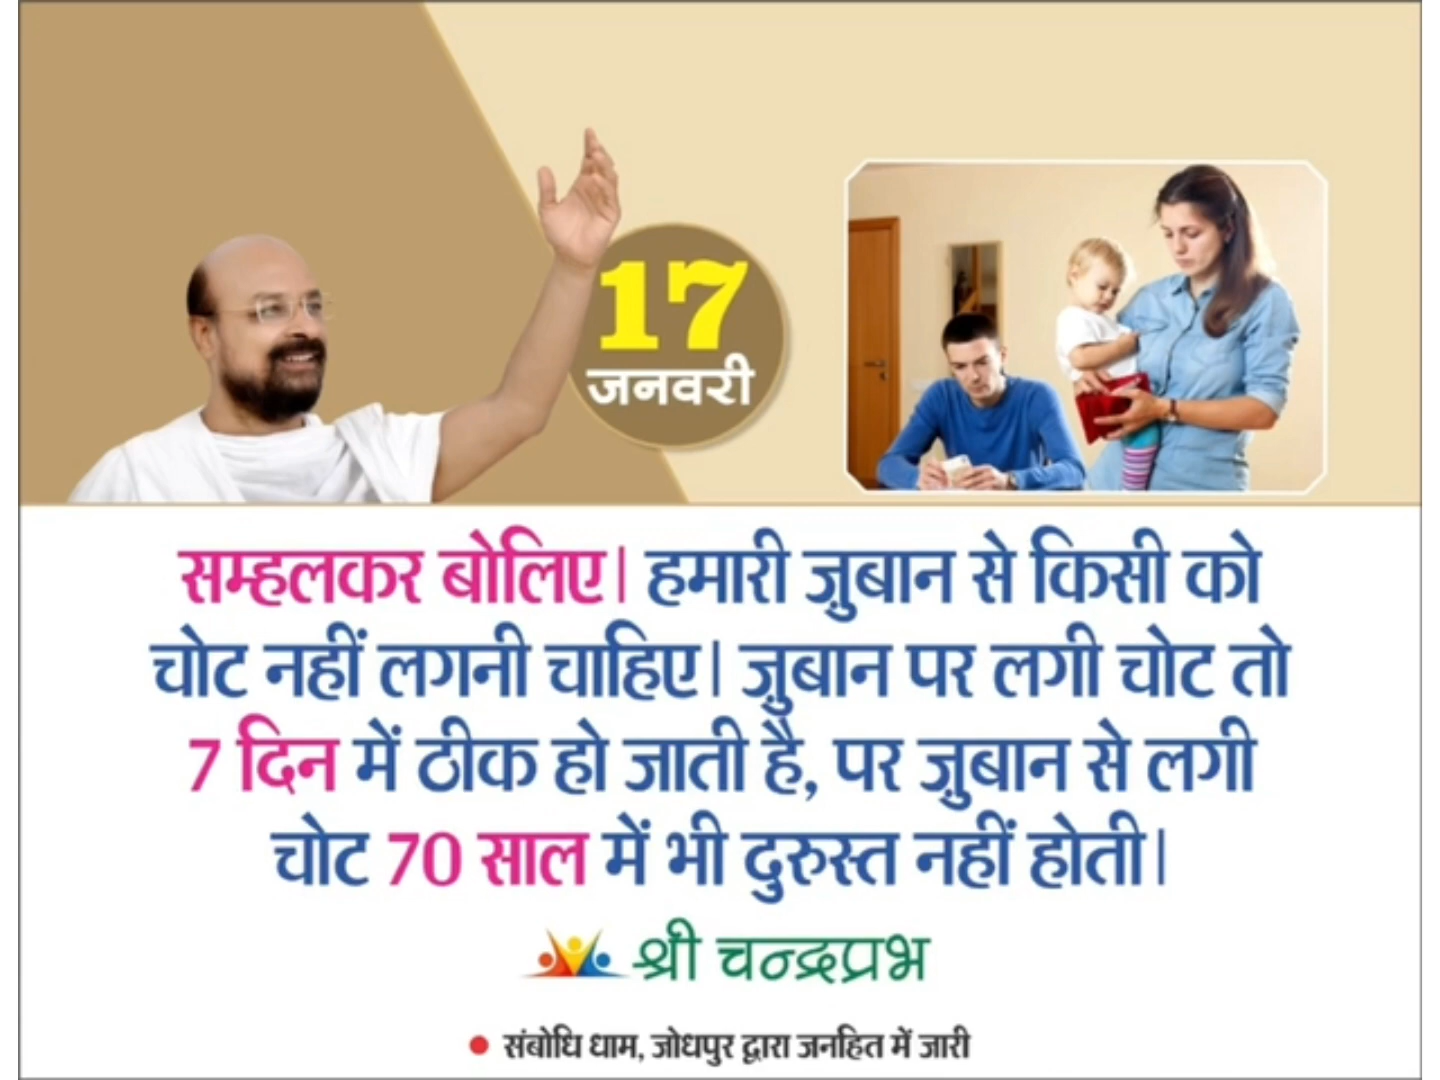 17
जनवरी
सम्हलकर बोलिए। हमारी ज़ुबान से किसी को
चोट नहीं लगनी चाहिए। ज़ुबान पर लगी चोट तो
7 दिन में ठीक हो जाती है, पर ज़ुबान से लगी
चोट 70 साल में भी दुरुस्त नहीं होती।
श्री चन्द्रप्रभ
संबोधि धाम, जोधपुर द्वारा जनहित में जारी